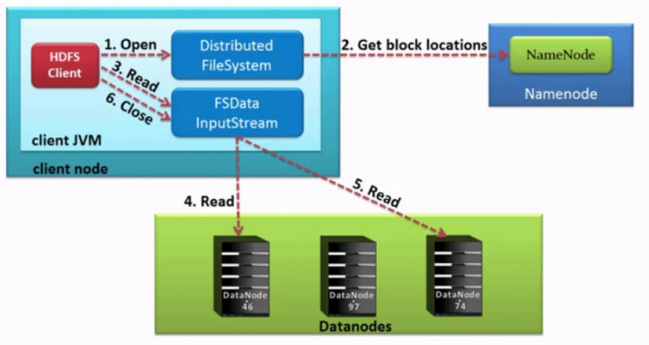 1. Open
2. Get block locations
HDFS
Client
Distributed
FileSystem
NameNode
Namenode
3. Read
6. Close
FSData
InputStream
client JVM
client node
4. Read
5. Read
DataNode
46
DataNode
97
DataNode
74
Datanodes